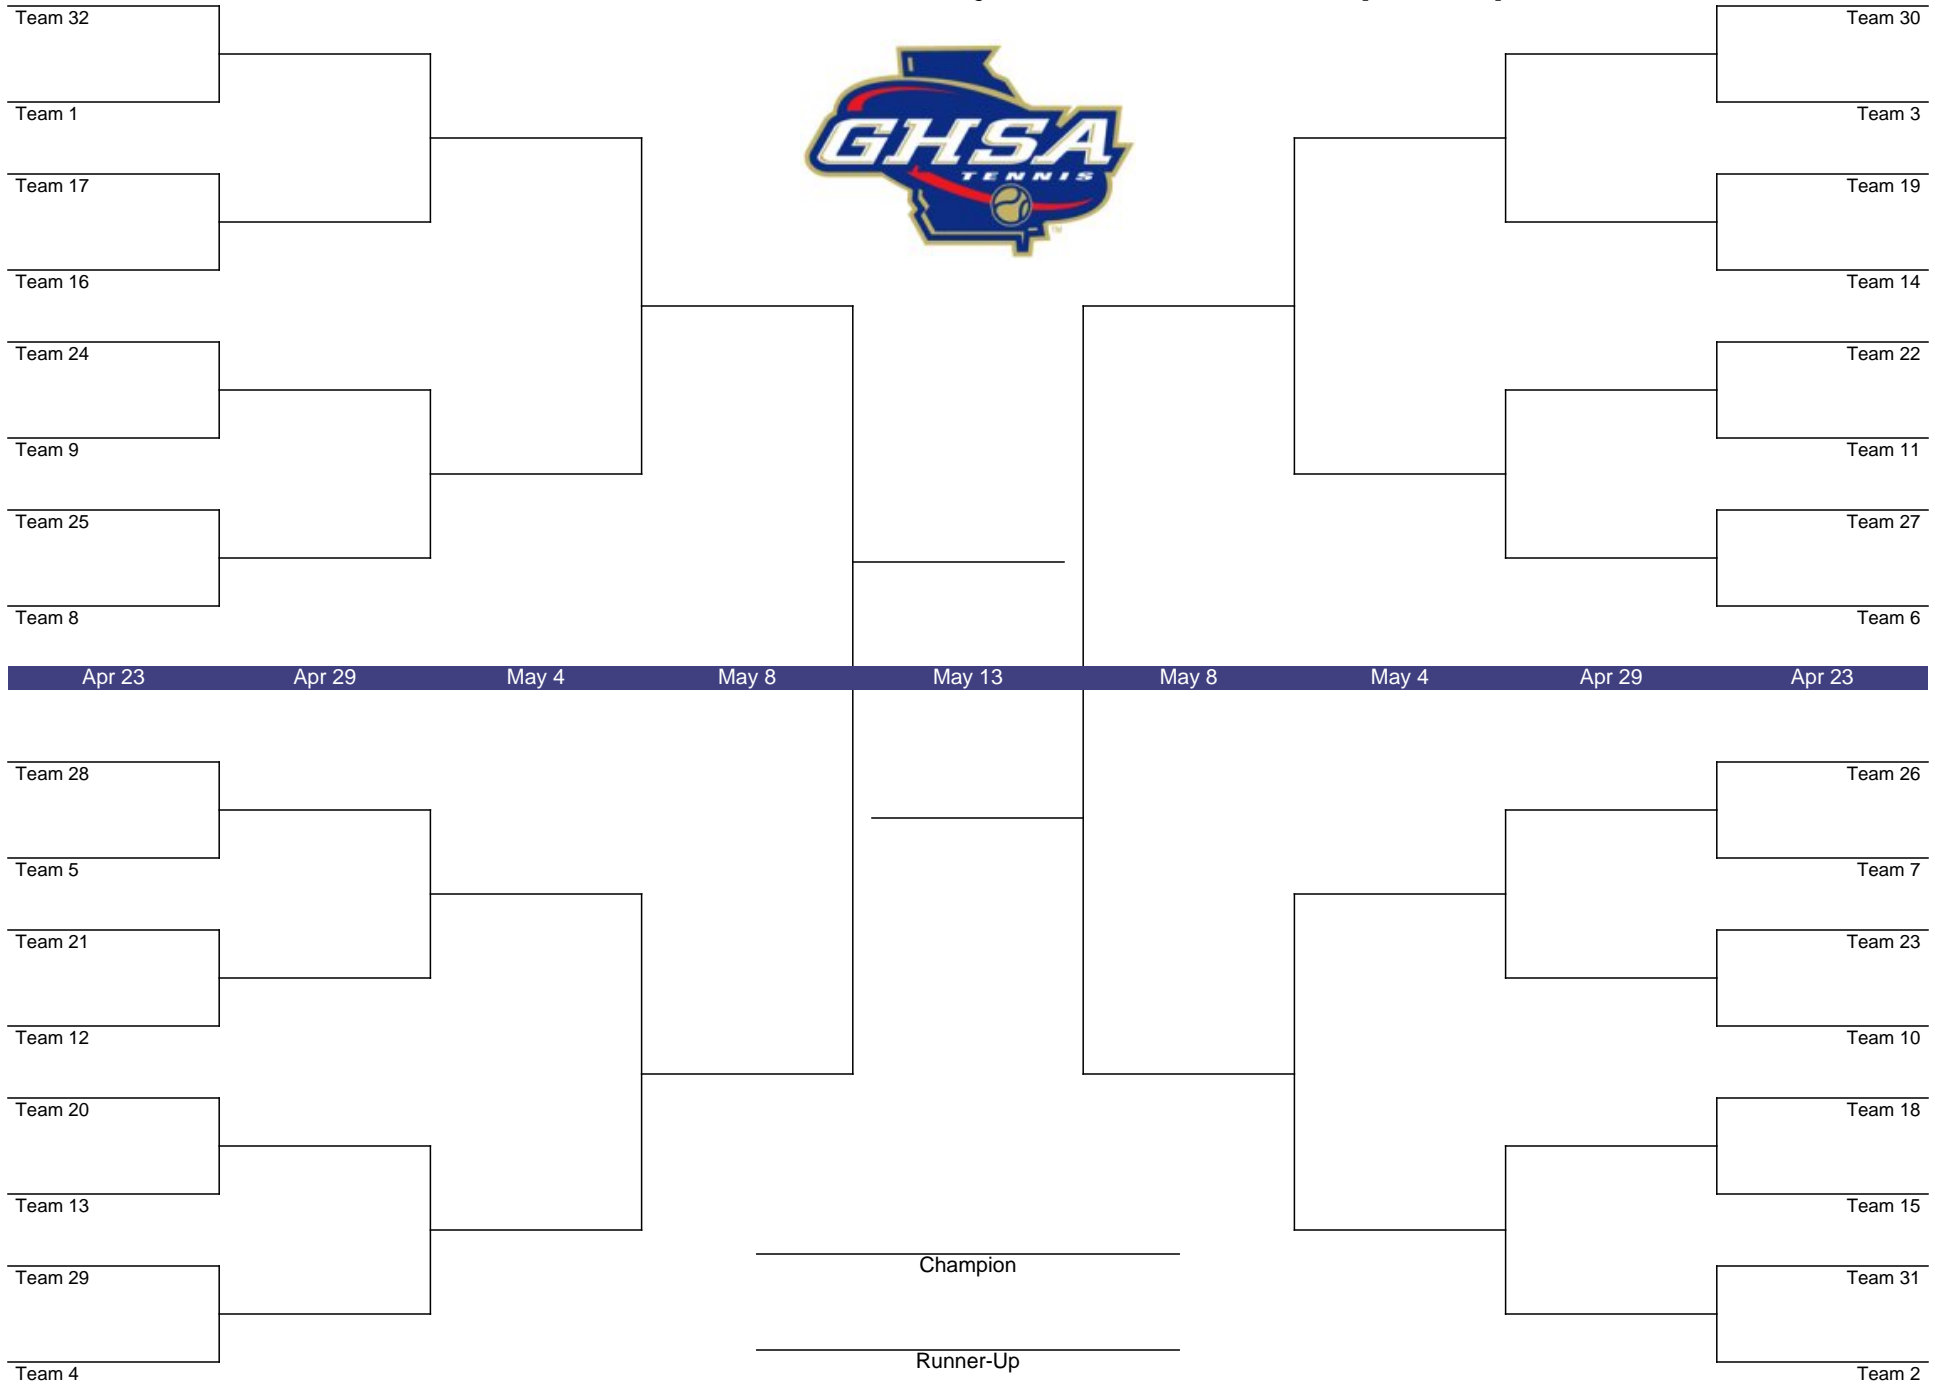 Team 32
Team 30
Team 1
Team 3
GHSA
TENNIS
TM
Team 17
Team 19
Team 16
Team 14
Team 24
Team 22
Team 9
Team 11
Team 25
Team 27
Team 8
Team 6
Apr 23 Apr 29 May 4 May 8 May 13 May 8 May 4 Apr 29 Apr 23
Team 28
Team 26
Team 5
Team 7
Team 21
Team 23
Team 12
Team 10
Team 20
Team 18
Team 13
Team 15
Champion
Team 29
Team 31
Runner-Up
Team 4
Team 2